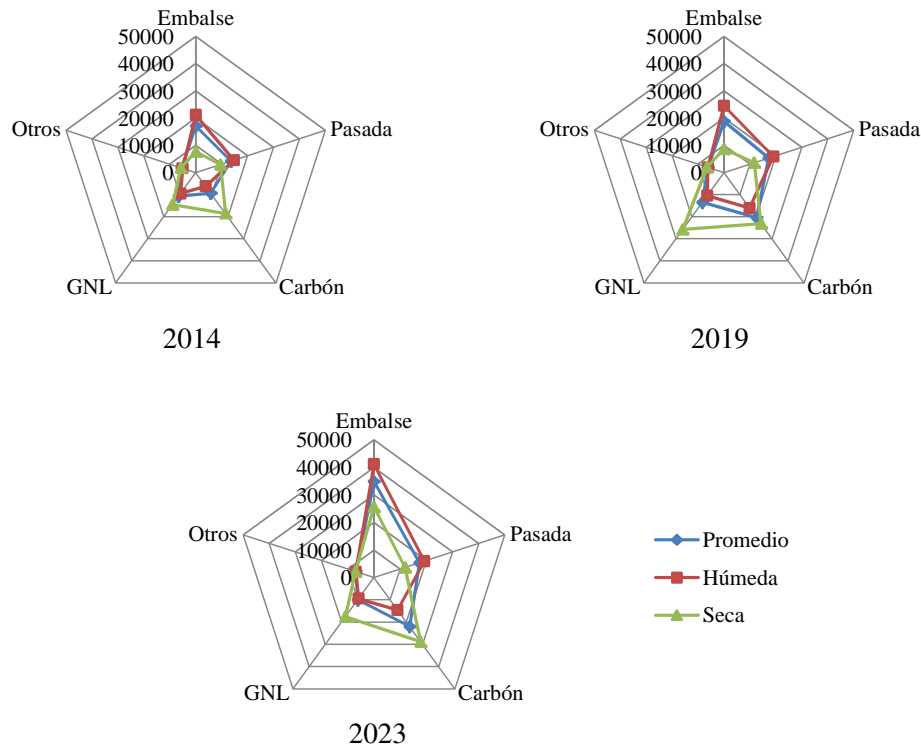 Embalse
50000
40000
30000
20000
10000
0
Otros
Pasada
GNL
Carbón
2014
Embalse
50000
40000
30000
20000
10000
0
Otros
Pasada
GNL
Carbón
2019
Embalse
50000
40000
30000
20000
10000
0
Otros
Pasada
GNL
Carbón
2023
Promedio
Húmeda
Seca